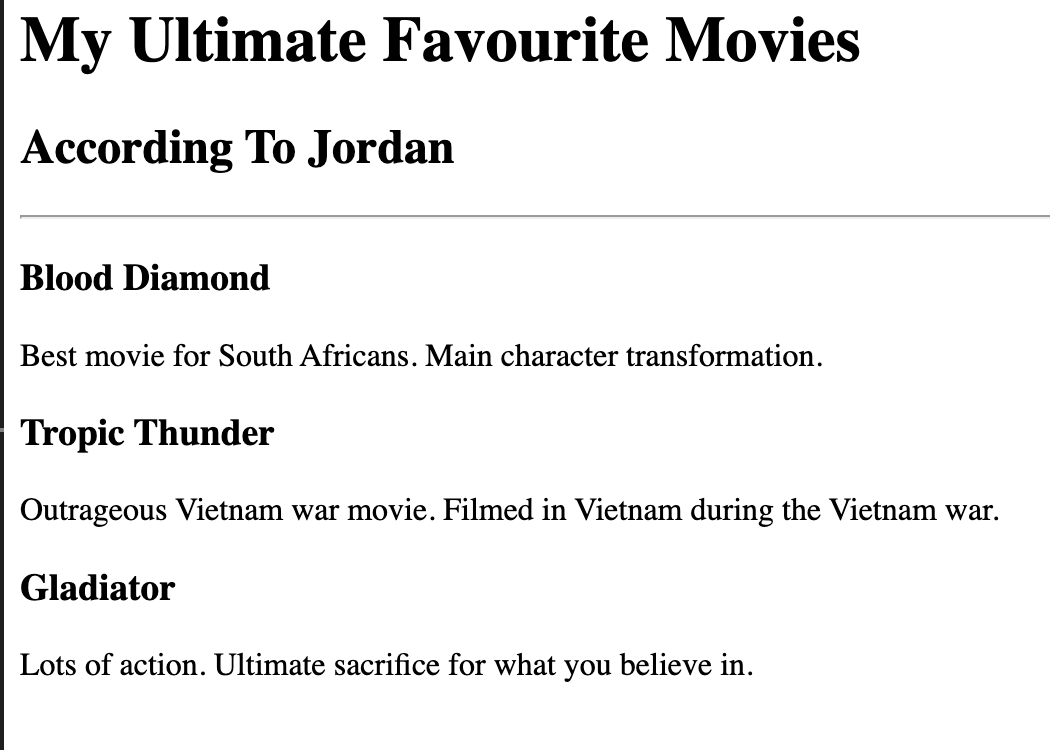 My Ultimate Favourite Movies
According To Jordan
Blood Diamond
Best movie for South Africans. Main character transformation.
Tropic Thunder
Outrageous Vietnam war movie. Filmed in Vietnam during the Vietnam war.
Gladiator
Lots of action. Ultimate sacrifice for what you believe in.